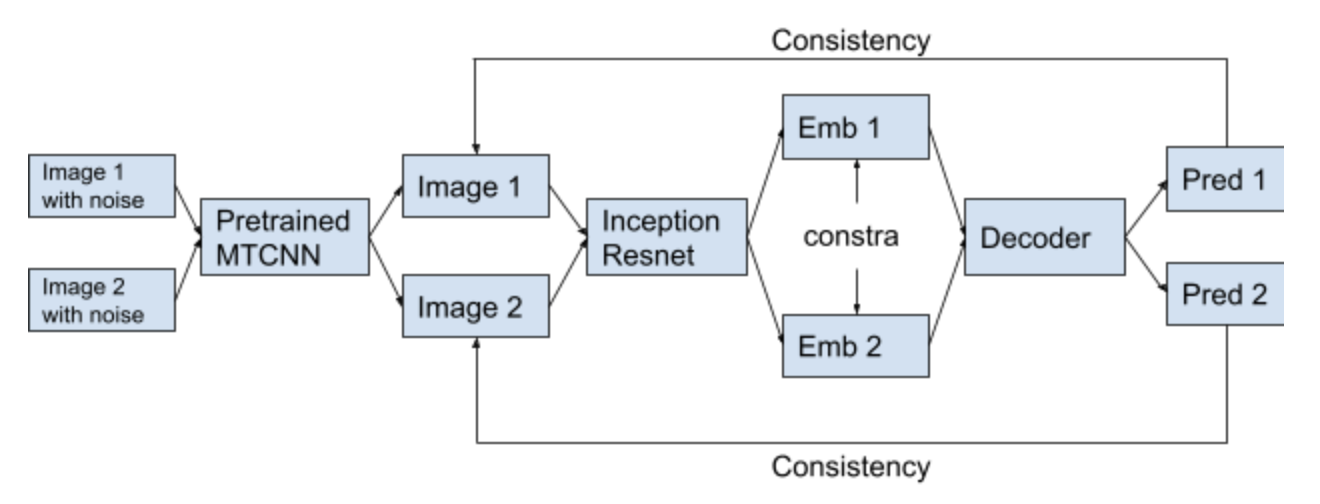 Consistency
Emb 1
Image 1
with noise
Image 1
Pred 1
Pretrained
MTCNN
Inception
Resnet
constra
Decoder
Image 2
with noise
Image 2
Pred 2
Emb 2
Consistency